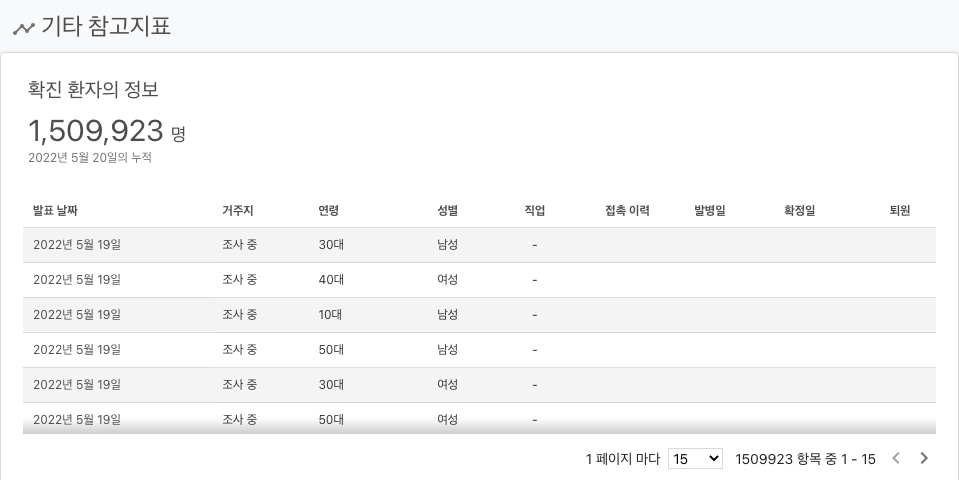 기타 참고지표
확진 환자의 정보
1,509,923 명
2022년 5월 20일의 누적
발표 날짜 거주지 연령 성별 직업 접촉 이력 발병일 확정일 퇴원
2022년 5월 19일 조사 중 30대 남성 -
2022년 5월 19일 조사 중 40대 여성 -
2022년 5월 19일 조사 중 10대 남성 -
2022년 5월 19일 조사 중 50대 남성 -
2022년 5월 19일 조사 중 30대 여성 -
2022년 5월 19일 조사 중 50대 여성 -
1 페이지 마다 15 1509923 항목 중 1 - 15